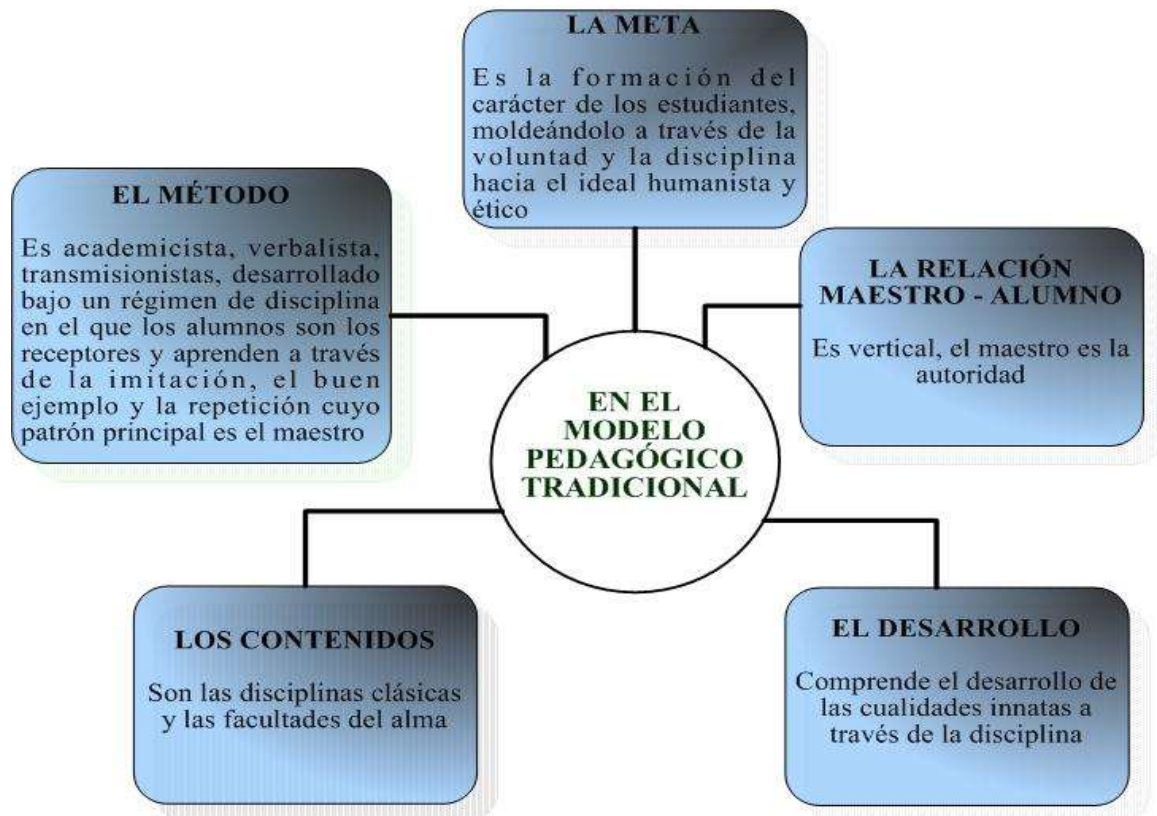 LA META
Es la formación del
carácter de los estudiantes,
moldeándolo a través de la
voluntad y la disciplina
hacia el ideal humanista y
ético
EL MÉTODO
Es academicista, verbalista,
transmisionistas, desarrollado
bajo un régimen de disciplina
en el que los alumnos son los
receptores y aprenden a través
de la imitación, el buen
ejemplo y la repetición cuyo
patrón principal es el maestro
LA RELACIÓN
MAESTRO - ALUMNO
Es vertical, el maestro es la
autoridad
EN EL
MODELO
PEDAGÓGICO
TRADICIONAL
LOS CONTENIDOS
Son las disciplinas clásicas
y las facultades del alma
EL DESARROLLO
Comprende el desarrollo de
las cualidades innatas a
través de la disciplina